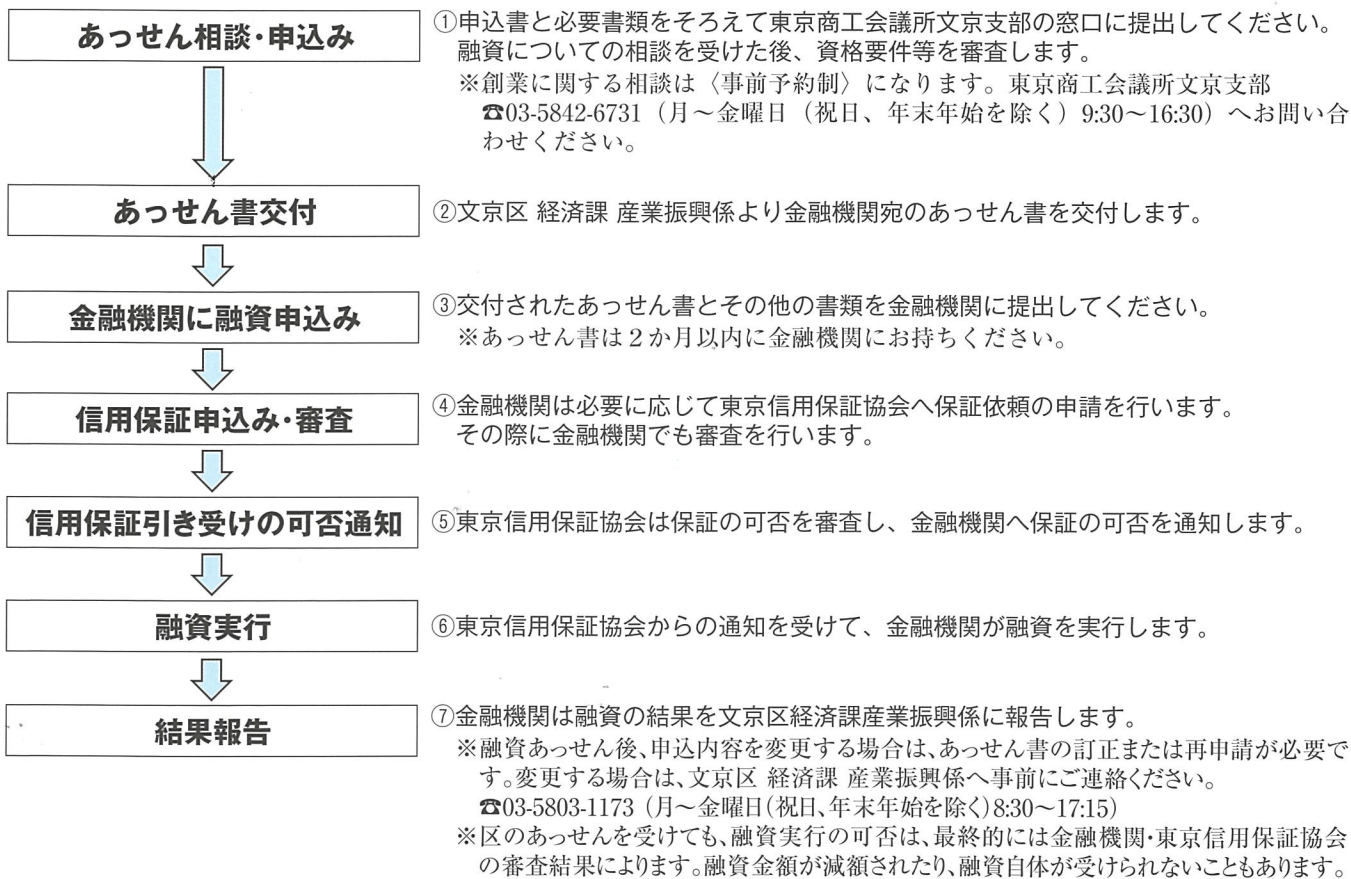 あっせん相談・申込み
①申込書と必要書類をそろえて東京商工会議所文京支部の窓口に提出してください。
融資についての相談を受けた後、資格要件等を審査します。
※創業に関する相談は〈事前予約制〉になります。東京商工会議所文京支部
☎03-5842-6731（月～金曜日（祝日、年末年始を除く）9:30～16:30）へお問い合
わせください。
あっせん書交付
②文京区 経済課 産業振興係より金融機関宛のあっせん書を交付します。
金融機関に融資申込み
③交付されたあっせん書とその他の書類を金融機関に提出してください。
※あっせん書は２か月以内に金融機関にお持ちください。
信用保証申込み・審査
④金融機関は必要に応じて東京信用保証協会へ保証依頼の申請を行います。
その際に金融機関でも審査を行います。
信用保証引き受けの可否通知
⑤東京信用保証協会は保証の可否を審査し、金融機関へ保証の可否を通知します。
融資実行
⑥東京信用保証協会からの通知を受けて、金融機関が融資を実行します。
結果報告
⑦金融機関は融資の結果を文京区経済課産業振興係に報告します。
※融資あっせん後、申込内容を変更する場合は、あっせん書の訂正または再申請が必要で
す。変更する場合は、文京区 経済課 産業振興係へ事前にご連絡ください。
☎03-5803-1173（月～金曜日（祝日、年末年始を除く）8:30～17:15）
※区のあっせんを受けても、融資実行の可否は、最終的には金融機関・東京信用保証協会
の審査結果によります。融資金額が減額されたり、融資自体が受けられないこともあります。